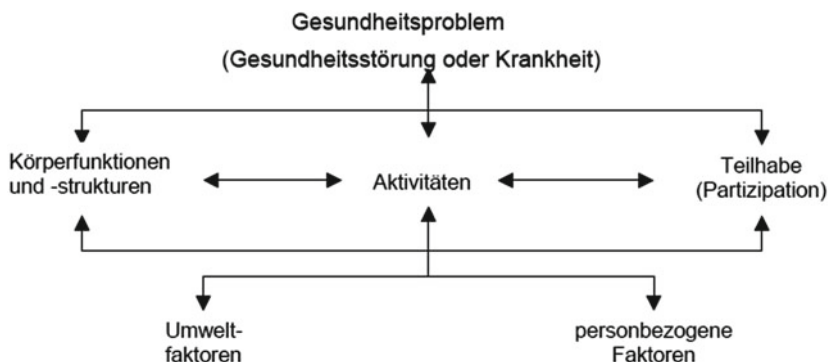 Gesundheitsproblem
(Gesundheitsstörung oder Krankheit)
Körperfunktionen
und -strukturen
Aktivitäten
Teilhabe
(Partizipation)
Umwelt-
faktoren
personbezogene
Faktoren